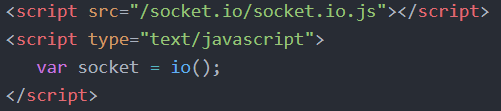 <script src="/socket.io/socket.io.js"></script>
<script type="text/javascript">
   var socket = io();
</script>